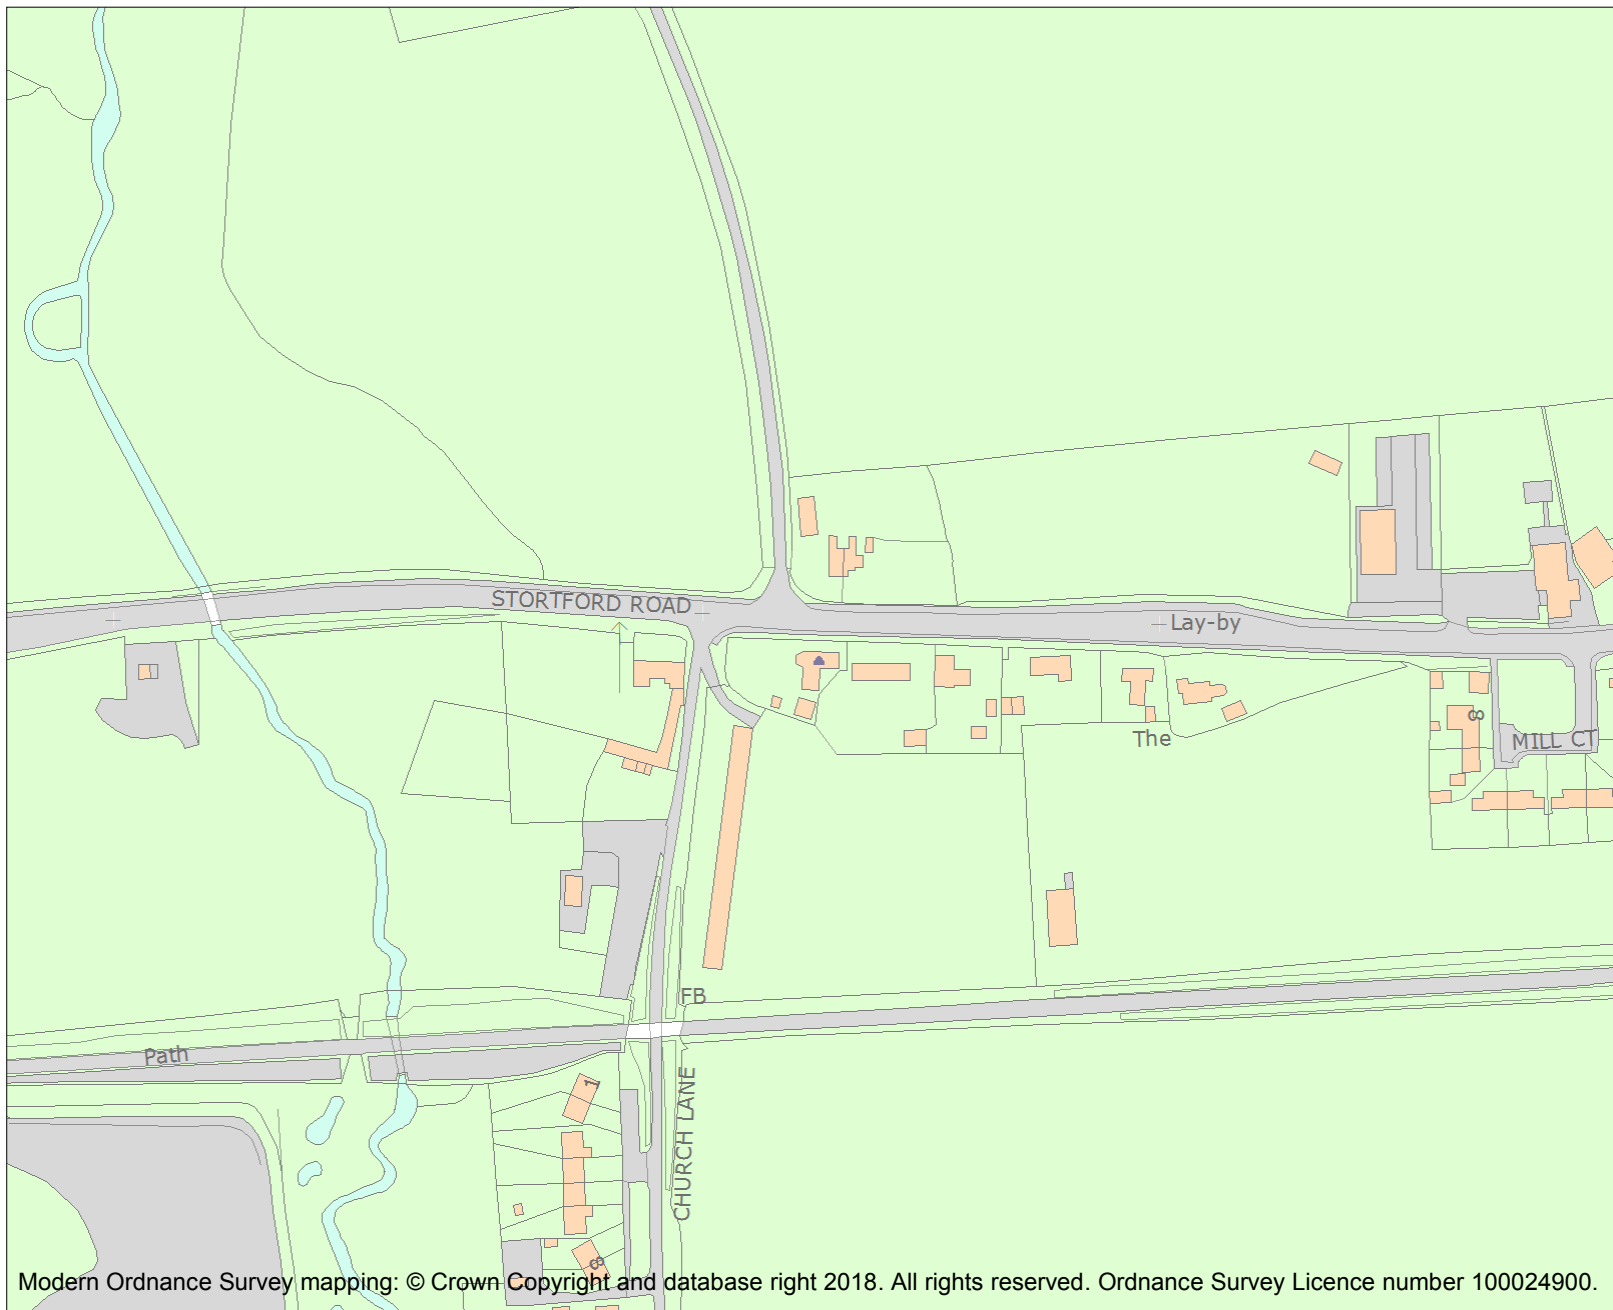 STORTFORD ROAD
Lay-by
The
8
MILL CT
FB
Path
1
CHURCH LANE
8
Modern Ordnance Survey mapping: © Crown Copyright and database right 2018. All rights reserved. Ordnance Survey Licence number 100024900.